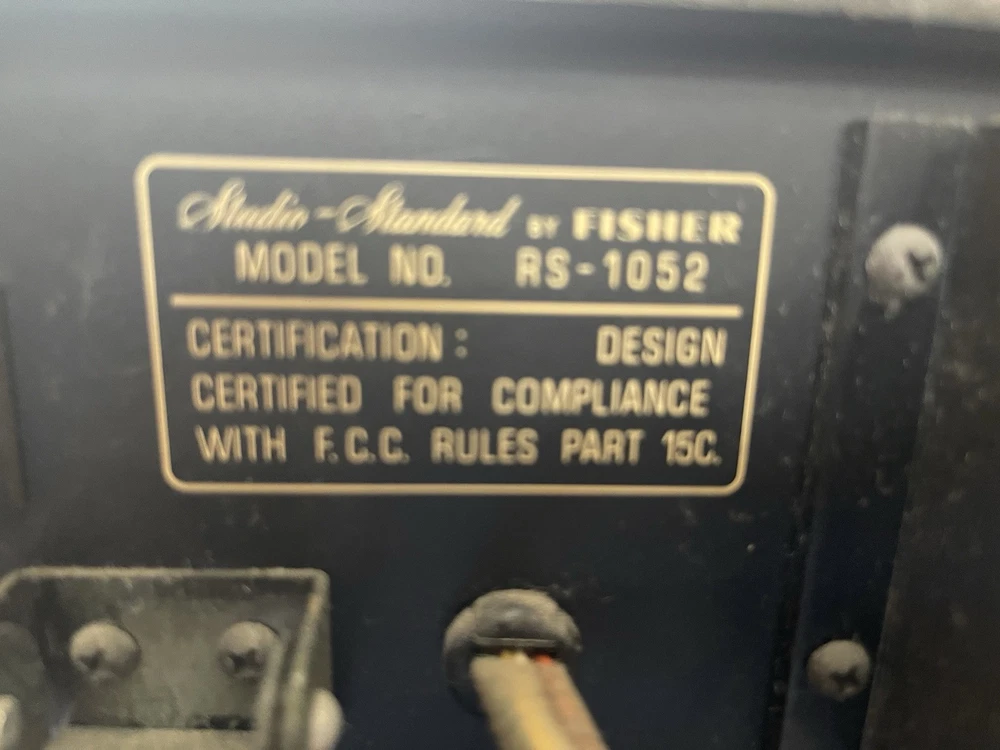 Studio-Standard BY FISHER
MODEL NO. RS-1052
CERTIFICATION: DESIGN
CERTIFIED FOR COMPLIANCE
WITH F.C.C. RULES PART 15C.